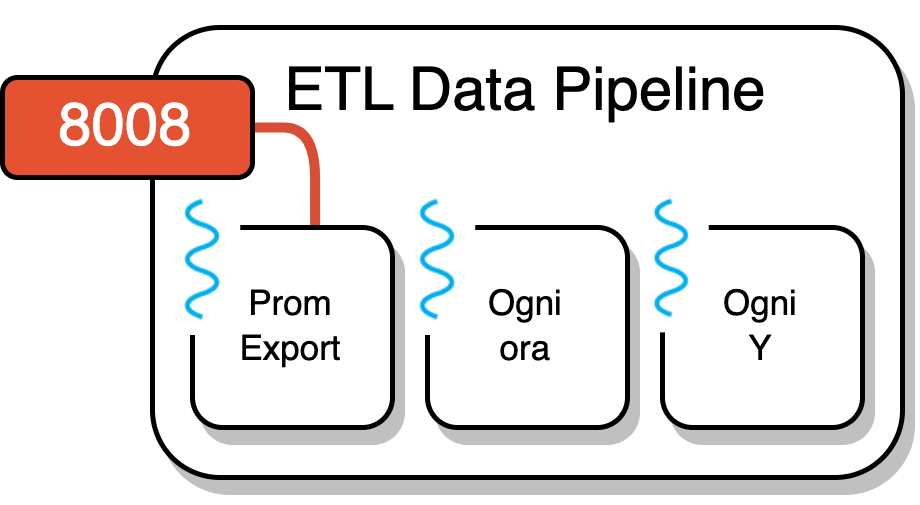 ETL Data Pipeline
8008
Prom
Export
Ogni
ora
Ogni
Y